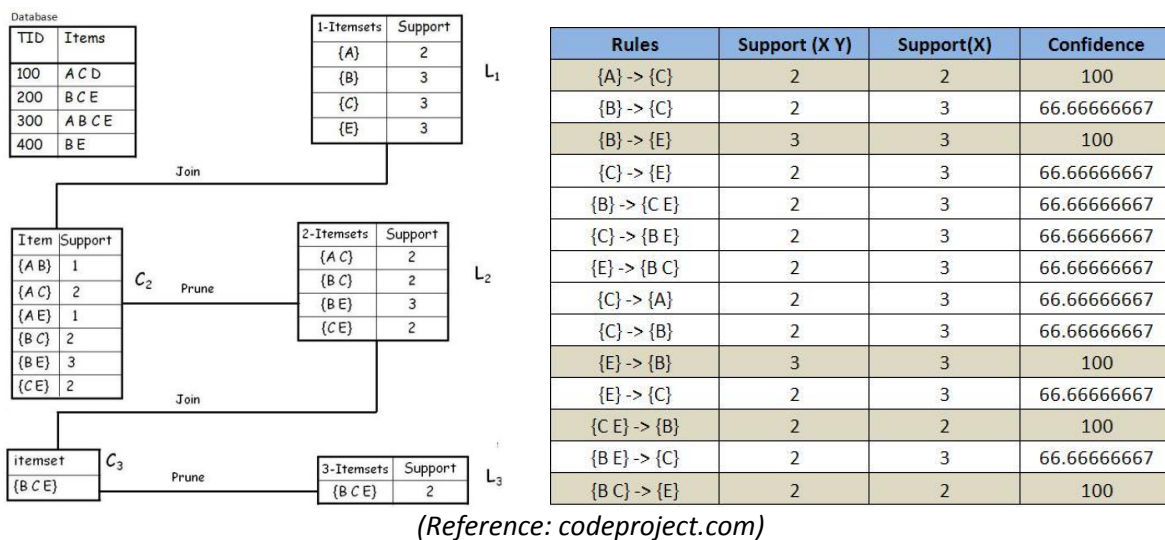 Database
TID Items
100 A C D
200 B C E
300 A B C E
400 B E
1-Itemsets Support
{A} 2
{B} 3
{C} 3
{E} 3
L1
Join
Item Support
{A B} 1
{A C} 2
{A E} 1
{B C} 2
{B E} 3
{C E} 2
C2
Prune
2-Itemsets Support
{A C} 2
{B C} 2
{B E} 3
{C E} 2
L2
Join
itemset
{B C E}
C3
Prune
3-Itemsets Support
{B C E} 2
L3
Rules Support (X Y) Support(X) Confidence
{A} -> {C} 2 2 100
{B} -> {C} 2 3 66.66666667
{B} -> {E} 3 3 100
{C} -> {E} 2 3 66.66666667
{B} -> {C E} 2 3 66.66666667
{C} -> {B E} 2 3 66.66666667
{E} -> {B C} 2 3 66.66666667
{C} -> {A} 2 3 66.66666667
{C} -> {B} 2 3 66.66666667
{E} -> {B} 3 3 100
{E} -> {C} 2 3 66.66666667
{C E} -> {B} 2 2 100
{B E} -> {C} 2 3 66.66666667
{B C} -> {E} 2 2 100
(Reference: codeproject.com)